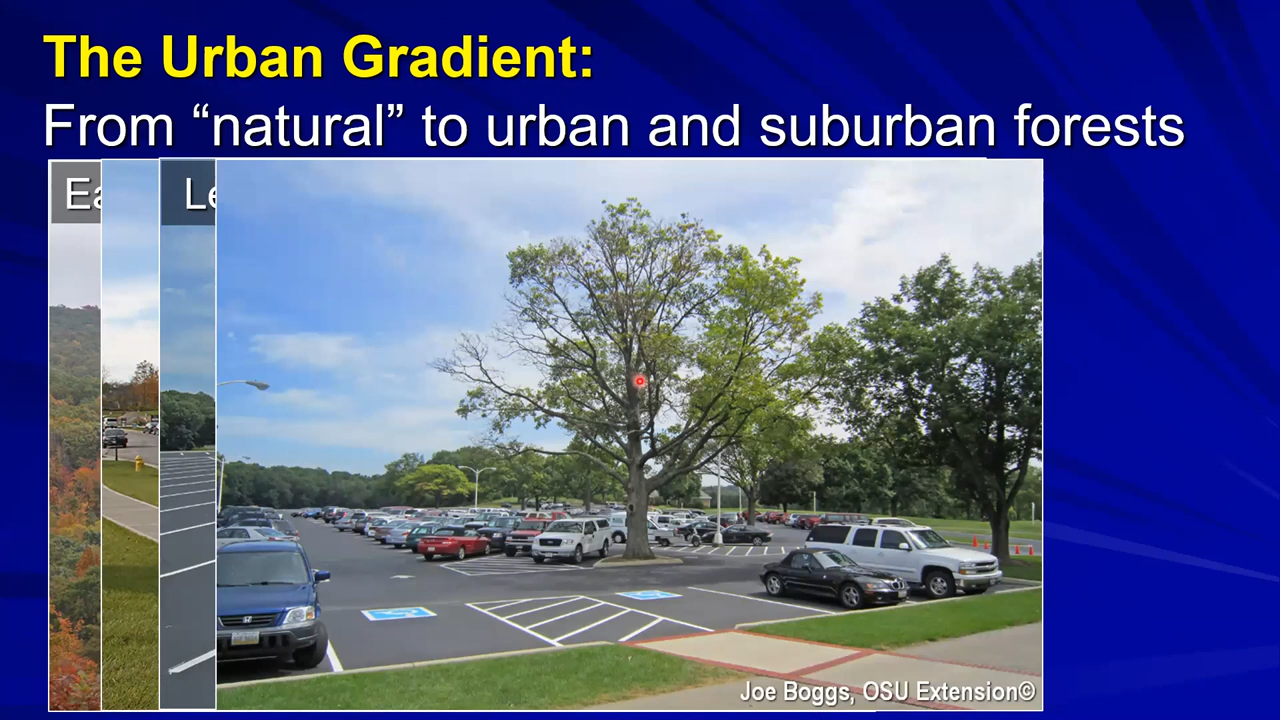 The Urban Gradient:
From “natural” to urban and suburban forests
Joe Boggs, OSU Extension©